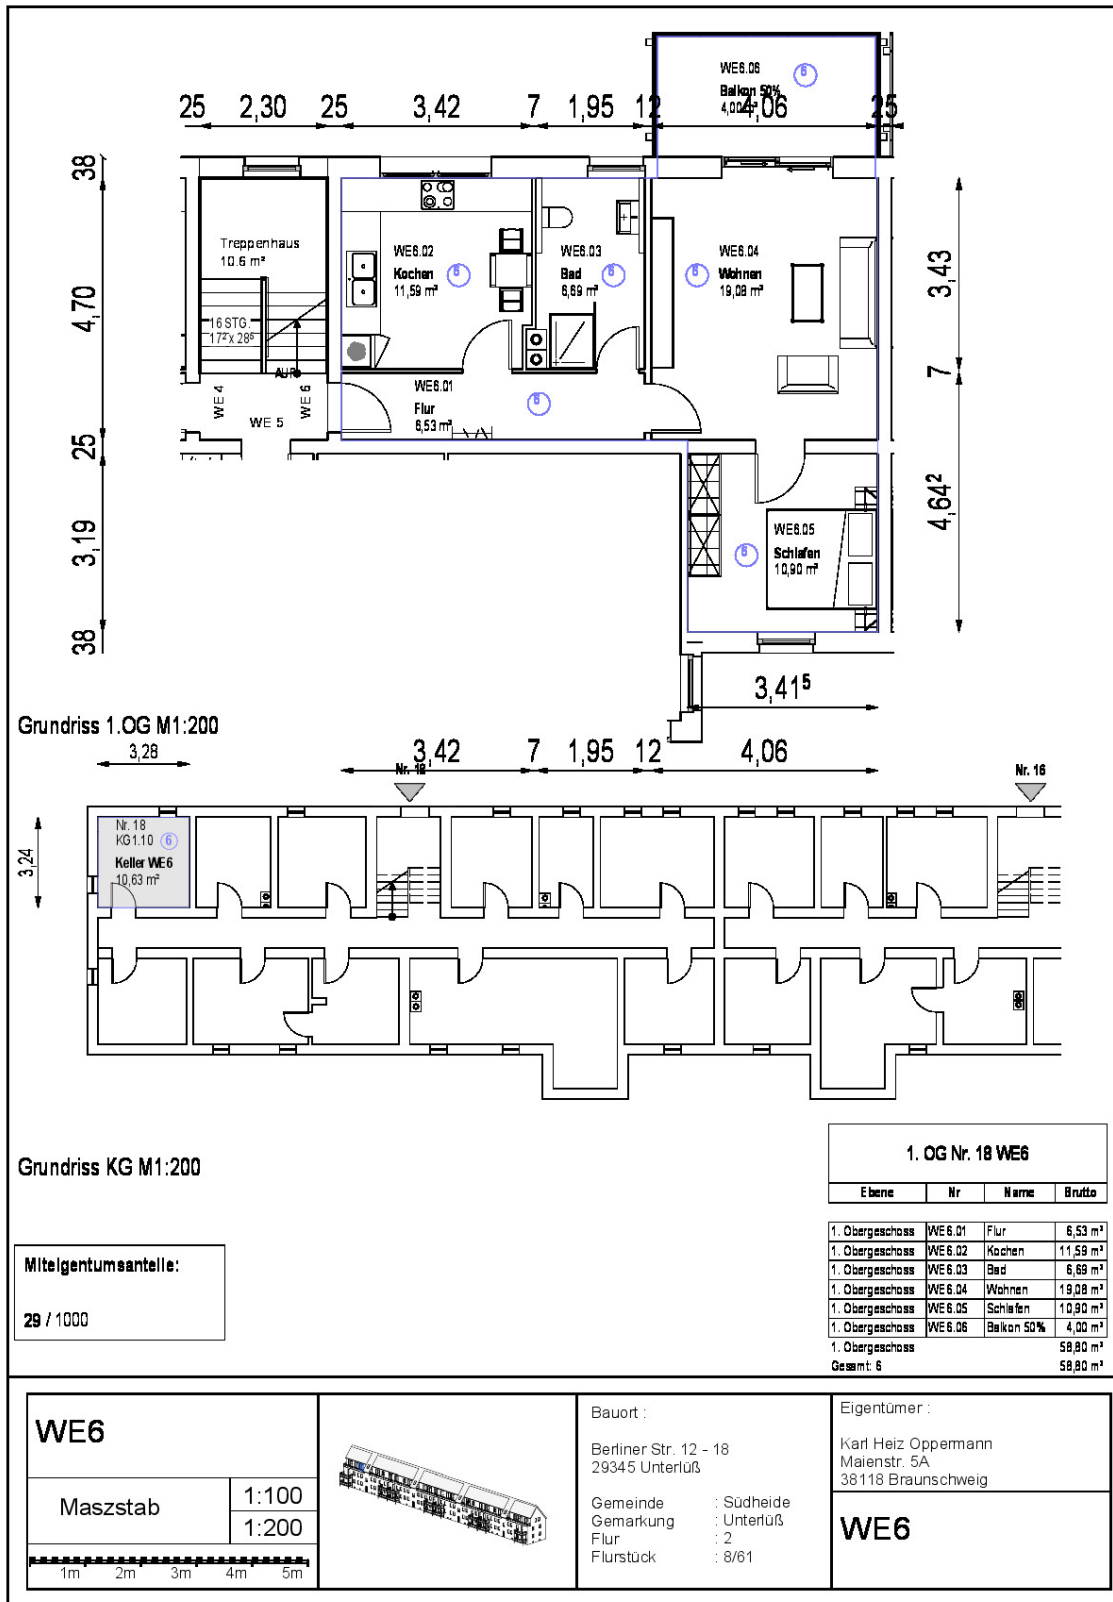 WE6.06
6
Balkon 50%
4,00 m²
25 2,30 25 3,42 7 1,95 12 4,06 25
38
4,70
25
3,19
38
3,43
7
4,64²
Treppenhaus
10.6 m²
16 STG.
WE6.02
Kochen
11,59 m²
6
WE6.03
Bad
6,69 m²
6
WE6.04
Wohnen
19,08 m²
6
WE 4
WE 5
WE 6
WE6.01
Flur
6,53 m²
6
WE6.05
Schlafen
10,90 m²
6
3,41⁵
Grundriss 1.OG M1:200
3,28
3,42 7 1,95 12 4,06
Nr. 16
3,24
Nr. 18
KG1.10 6
Keller WE6
10,63 m²
Grundriss KG M1:200
1. OG Nr. 18 WE6
Ebene Nr Name Brutto
1. Obergeschoss WE6.01 Flur 6,53 m²
1. Obergeschoss WE6.02 Kochen 11,59 m²
1. Obergeschoss WE6.03 Bad 6,69 m²
1. Obergeschoss WE6.04 Wohnen 19,08 m²
1. Obergeschoss WE6.05 Schlafen 10,90 m²
1. Obergeschoss WE6.06 Balkon 50% 4,00 m²
1. Obergeschoss 58,80 m²
Gesamt: 6 58,80 m²
Miteigentumsanteile:
29 / 1000
WE6
Maszstab
1:100
1:200
1m 2m 3m 4m 5m
Bauort :
Berliner Str. 12 - 18
29345 Unterlüß
Gemeinde : Südheide
Gemarkung : Unterlüß
Flur : 2
Flurstück : 8/61
Eigentümer :
Karl Heiz Oppermann
Maienstr. 5A
38118 Braunschweig
WE6